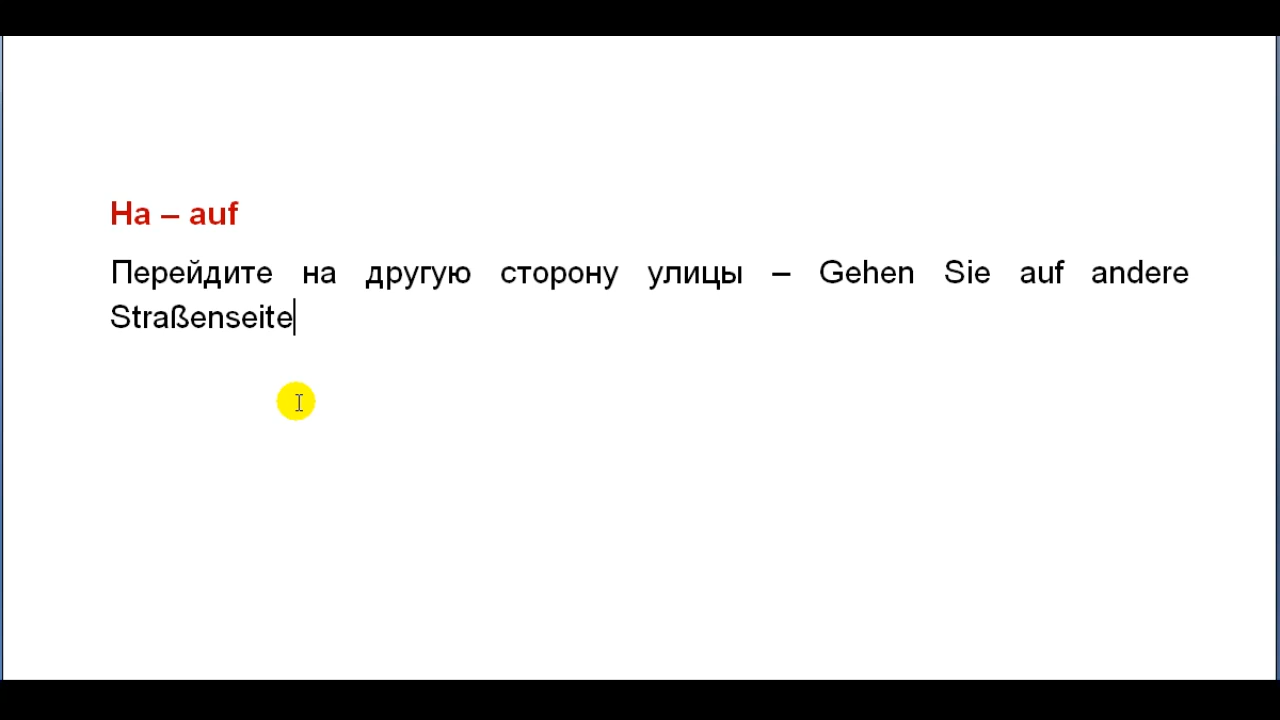 На – auf
Перейдите на другую сторону улицы – Gehen Sie auf andere
Straßenseite